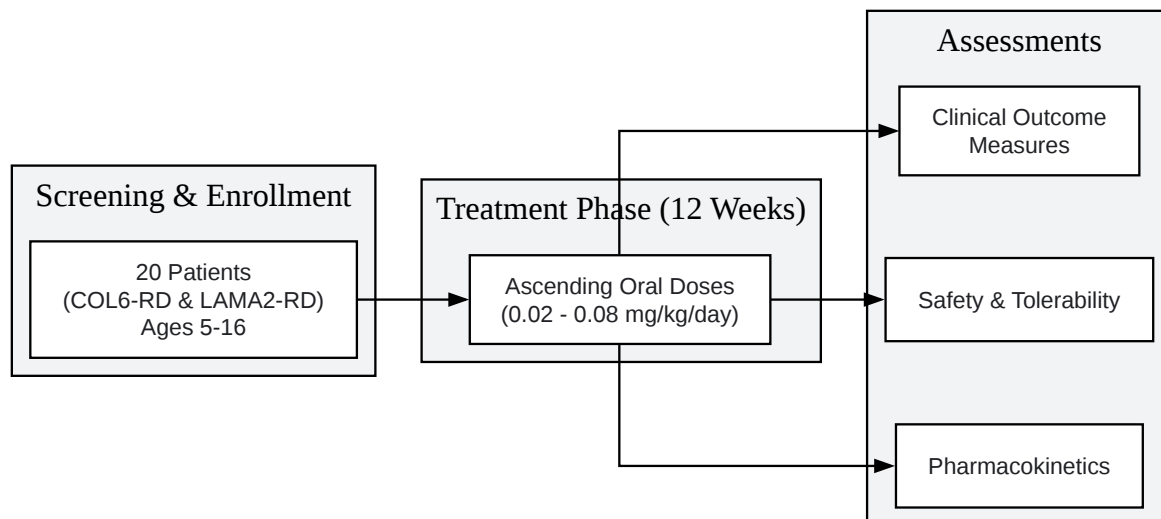 Screening & Enrollment
20 Patients
(COL6-RD & LAMA2-RD)
Ages 5-16
Treatment Phase (12 Weeks)
Ascending Oral Doses
(0.02 - 0.08 mg/kg/day)
Assessments
Clinical Outcome
Measures
Safety & Tolerability
Pharmacokinetics